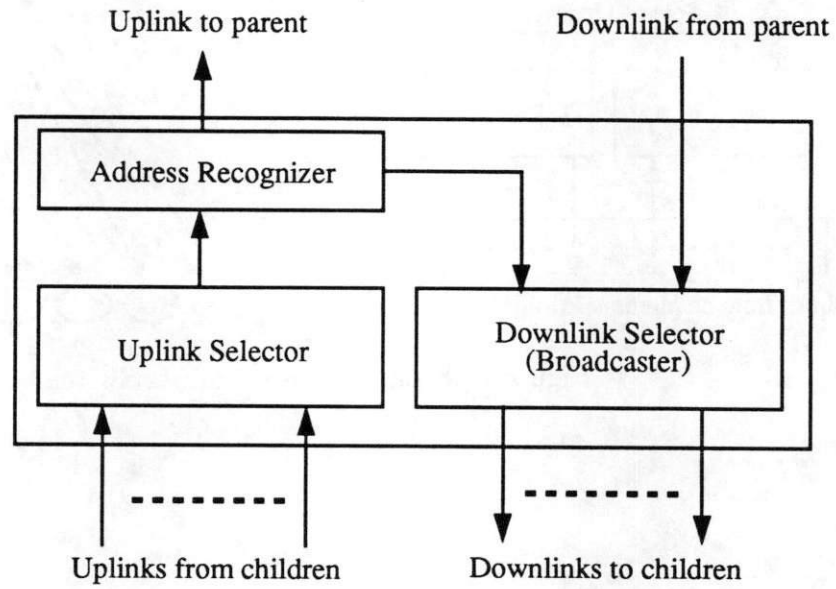 Uplink to parent
Downlink from parent
Address Recognizer
Uplink Selector
Downlink Selector
(Broadcaster)
Uplinks from children
Downlinks to children